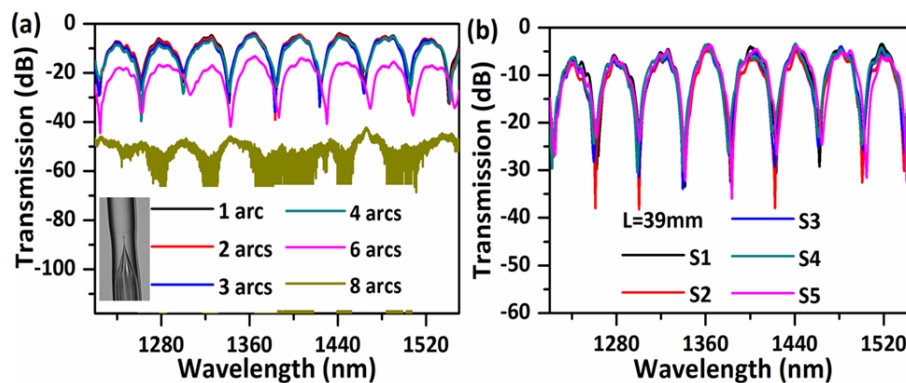 (a)
Transmission (dB)
0
-20
-40
-60
-80
-100
1 arc
2 arcs
3 arcs
4 arcs
6 arcs
8 arcs
1280
1360
1440
1520
Wavelength (nm)
(b)
Transmission (dB)
0
-10
-20
-30
-40
-50
-60
L=39mm
S1
S2
S3
S4
S5
1280
1360
1440
1520
Wavelength (nm)